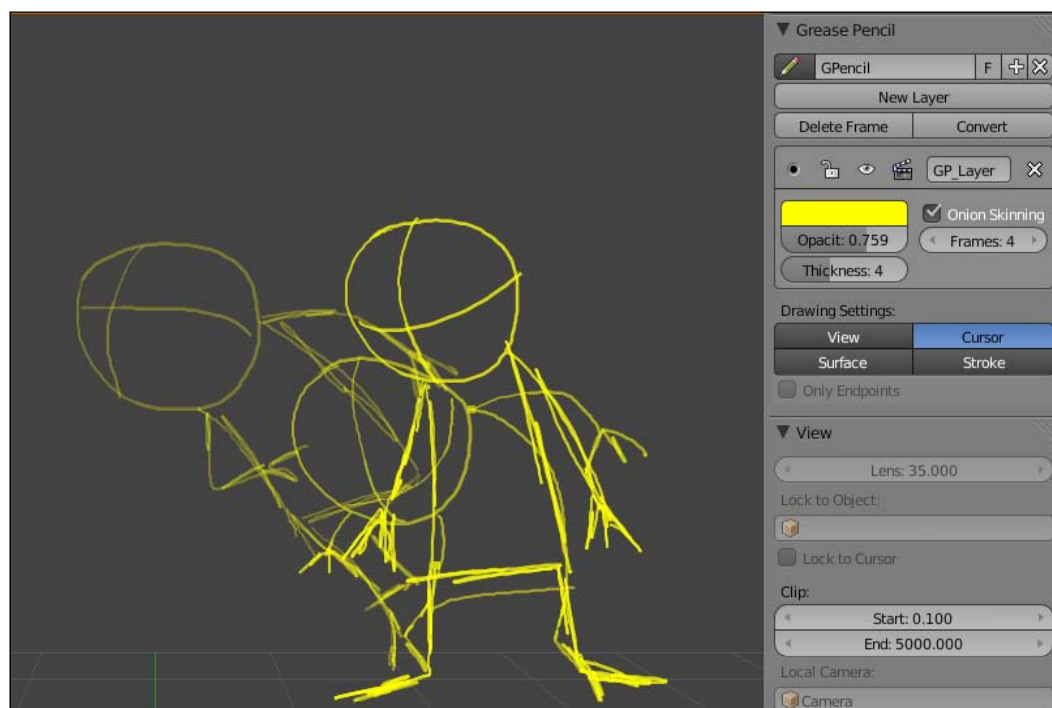 Grease Pencil
GPencil F
New Layer
Delete Frame Convert
GP_Layer
Onion Skinning
Opacit: 0.759 Frames: 4
Thickness: 4
Drawing Settings:
View Cursor
Surface Stroke
Only Endpoints
View
Lens: 35.000
Lock to Object:
Lock to Cursor
Clip:
Start: 0.100
End: 5000.000
Local Camera:
Camera